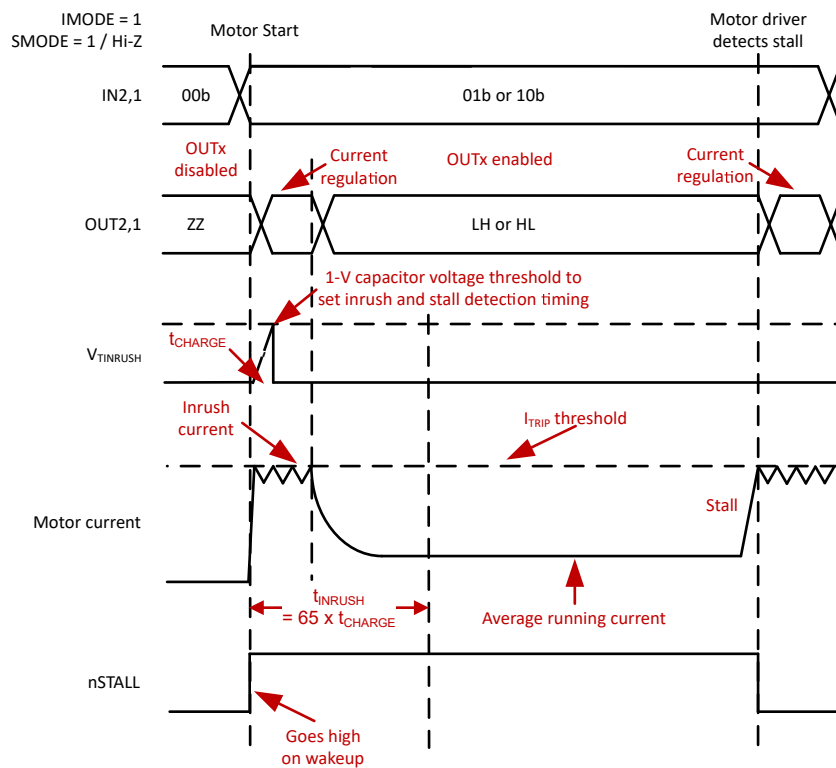 IMODE = 1
SMODE = 1 / Hi-Z
Motor Start
Motor driver
detects stall
IN2,1
00b
01b or 10b
OUTx
disabled
Current
regulation
OUTx enabled
Current
regulation
OUT2,1
ZZ
LH or HL
1-V capacitor voltage threshold to
set inrush and stall detection timing
tCHARGE
VTINRUSH
Inrush
current
ITRIP threshold
Motor current
Stall
tINRUSH
= 65 x tCHARGE
Average running current
nSTALL
Goes high
on wakeup